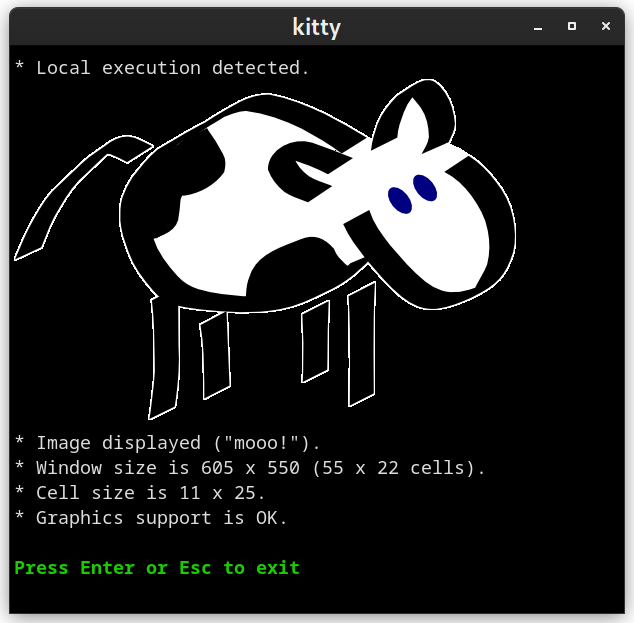 kitty
* Local execution detected.
* Image displayed ("mooo!").
* Window size is 605 x 550 (55 x 22 cells).
* Cell size is 11 x 25.
* Graphics support is OK.
Press Enter or Esc to exit